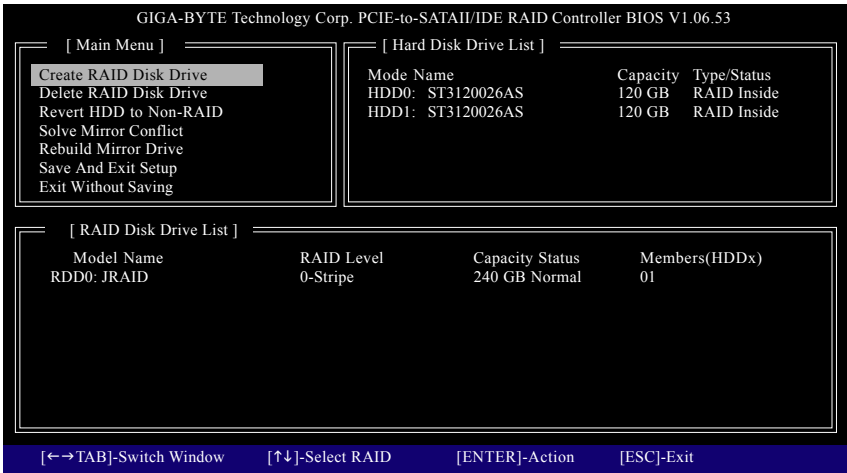 GIGA-BYTE Technology Corp. PCIE-to-SATAII/IDE RAID Controller BIOS V1.06.53
[ Main Menu ]
Create RAID Disk Drive
Delete RAID Disk Drive
Revert HDD to Non-RAID
Solve Mirror Conflict
Rebuild Mirror Drive
Save And Exit Setup
Exit Without Saving
[ Hard Disk Drive List ]
Mode Name Capacity Type/Status
HDD0: ST3120026AS 120 GB RAID Inside
HDD1: ST3120026AS 120 GB RAID Inside
[ RAID Disk Drive List ]
Model Name RAID Level Capacity Status Members(HDDx)
RDD0: JRAID 0-Stripe 240 GB Normal 01
[←→TAB]-Switch Window [↑↓]-Select RAID [ENTER]-Action [ESC]-Exit